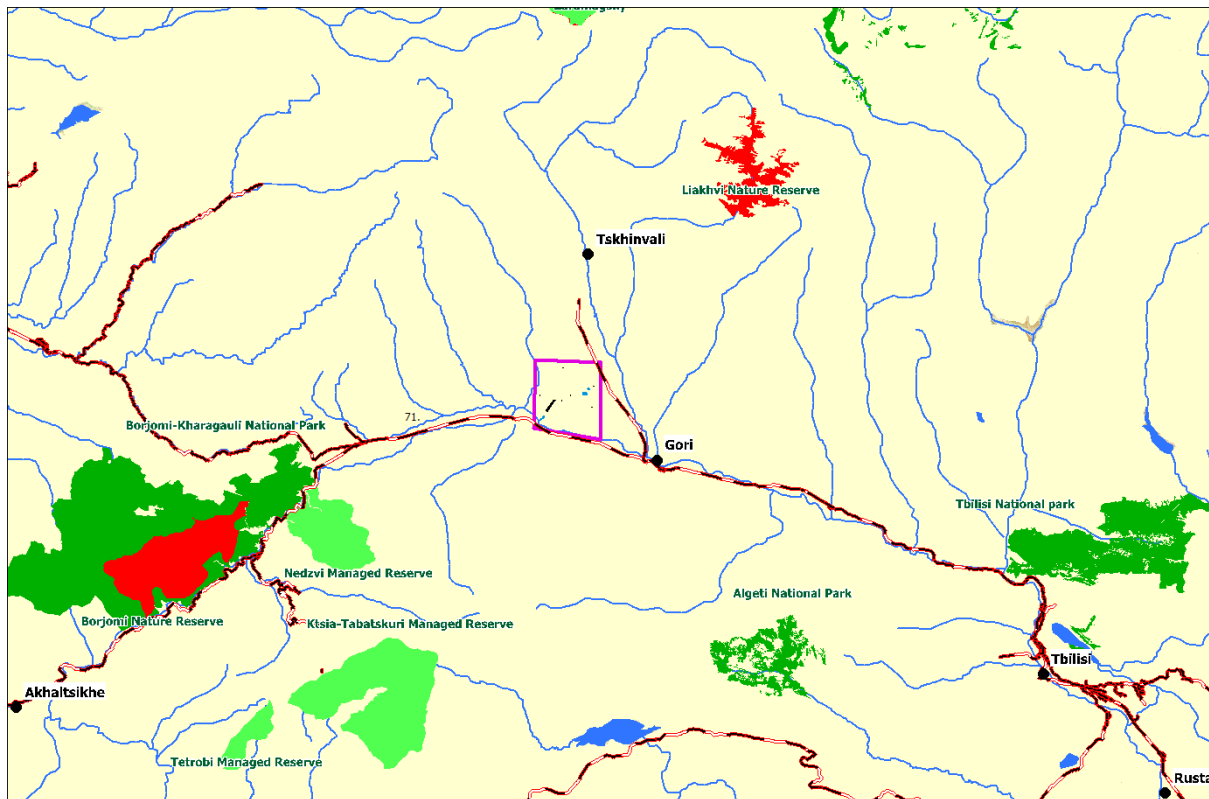 Liakhvi Nature Reserve
Tskhinvali
71.
Borjomi-Kharagauli National Park
Gori
Tbilisi National park
Nedzvi Managed Reserve
Algeti National Park
Borjomi Nature Reserve
Ktsia-Tabatskuri Managed Reserve
Tbilisi
Akhaltsikhe
Tetrobi Managed Reserve
Rusta